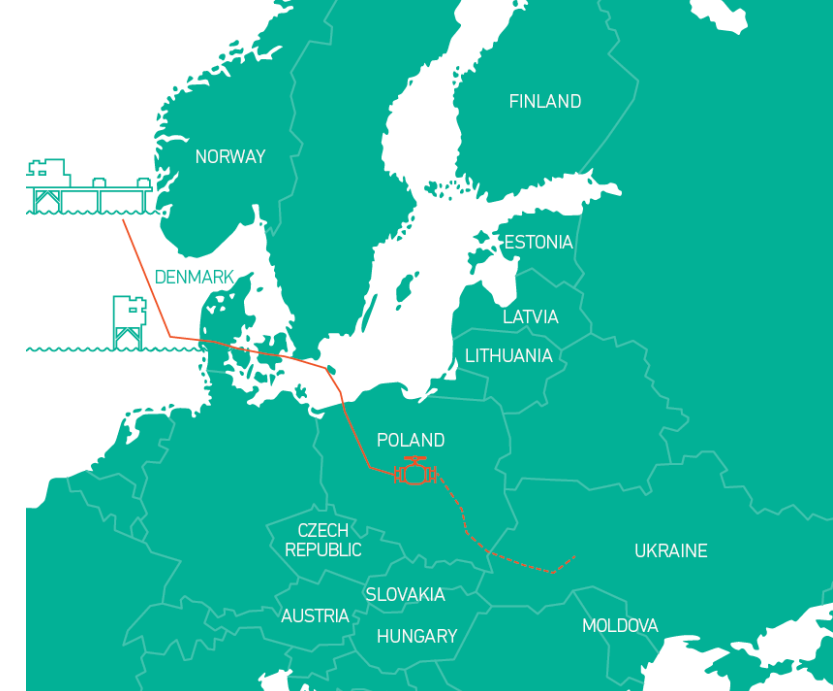 FINLAND
NORWAY
ESTONIA
DENMARK
LATVIA
LITHUANIA
POLAND
CZECH
REPUBLIC
UKRAINE
SLOVAKIA
AUSTRIA
MOLDOVA
HUNGARY